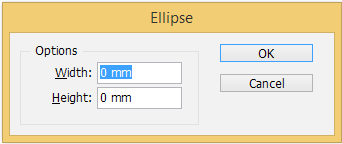 Ellipse
Options
Width: 0 mm
Height: 0 mm
OK
Cancel